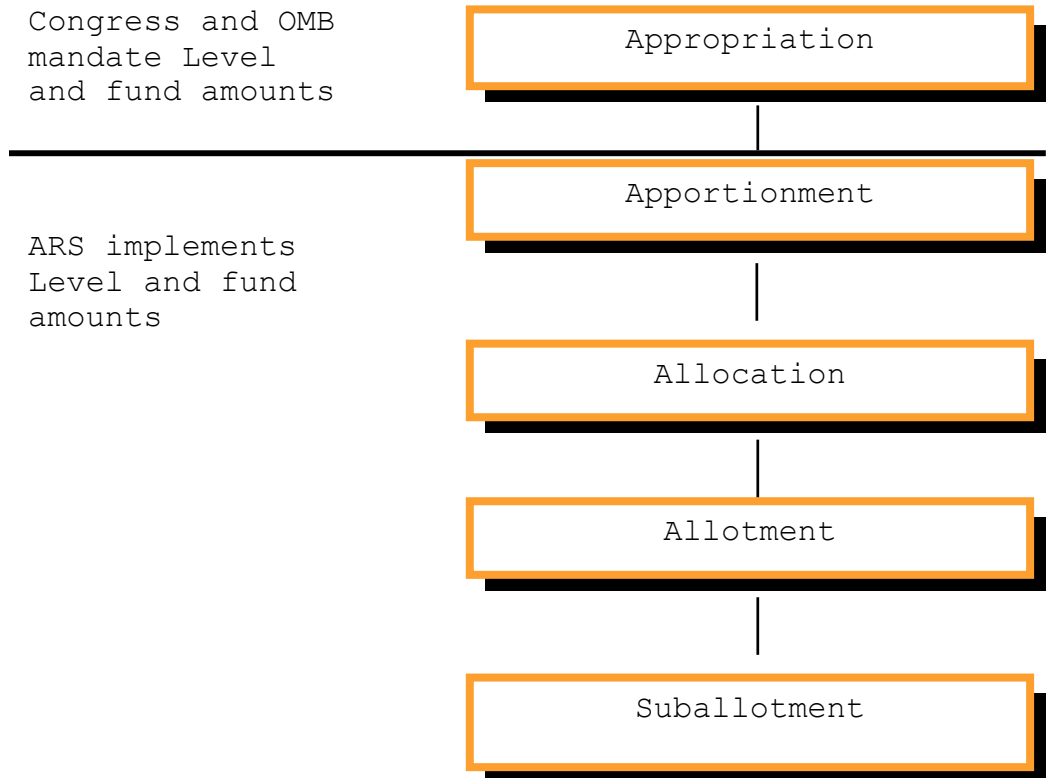 Congress and OMB
mandate Level
and fund amounts
Appropriation
Apportionment
ARS implements
Level and fund
amounts
Allocation
Allotment
Suballotment